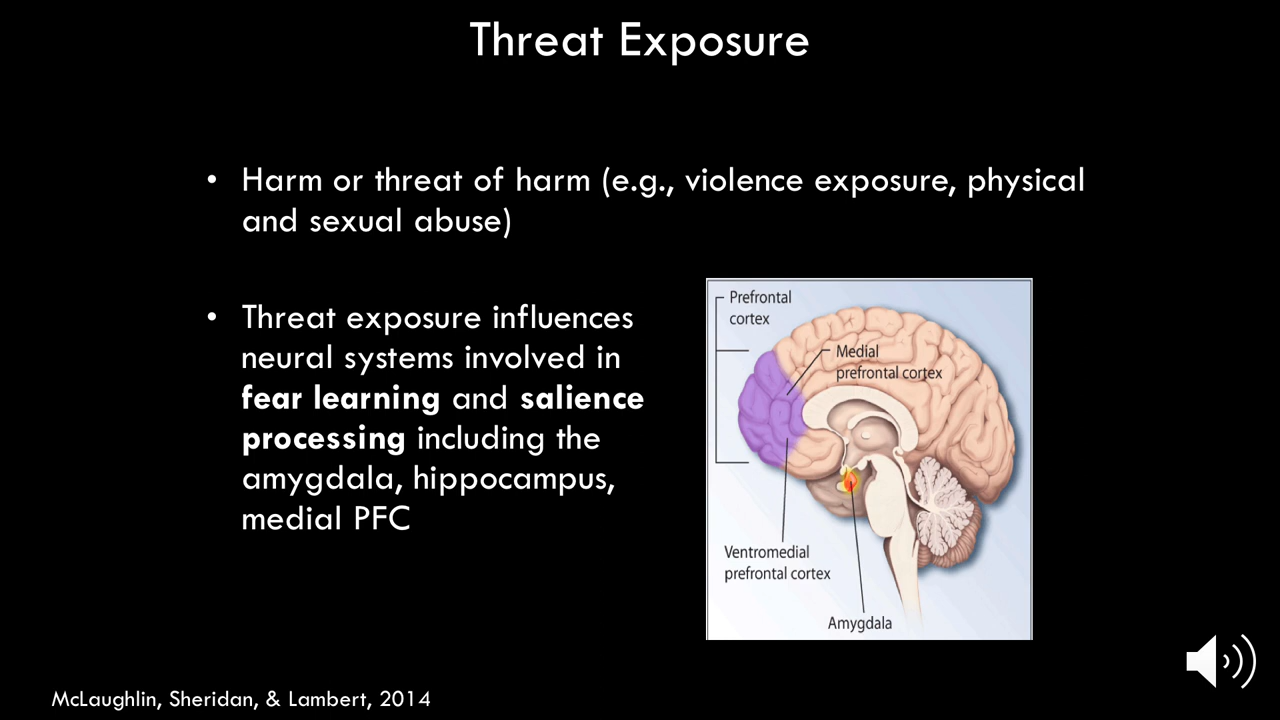 Threat Exposure
• Harm or threat of harm (e.g., violence exposure, physical
and sexual abuse)
• Threat exposure influences
neural systems involved in
fear learning and salience
processing including the
amygdala, hippocampus,
medial PFC
Prefrontal
cortex
Medial
prefrontal cortex
Ventromedial
prefrontal cortex
Amygdala
McLaughlin, Sheridan, & Lambert, 2014